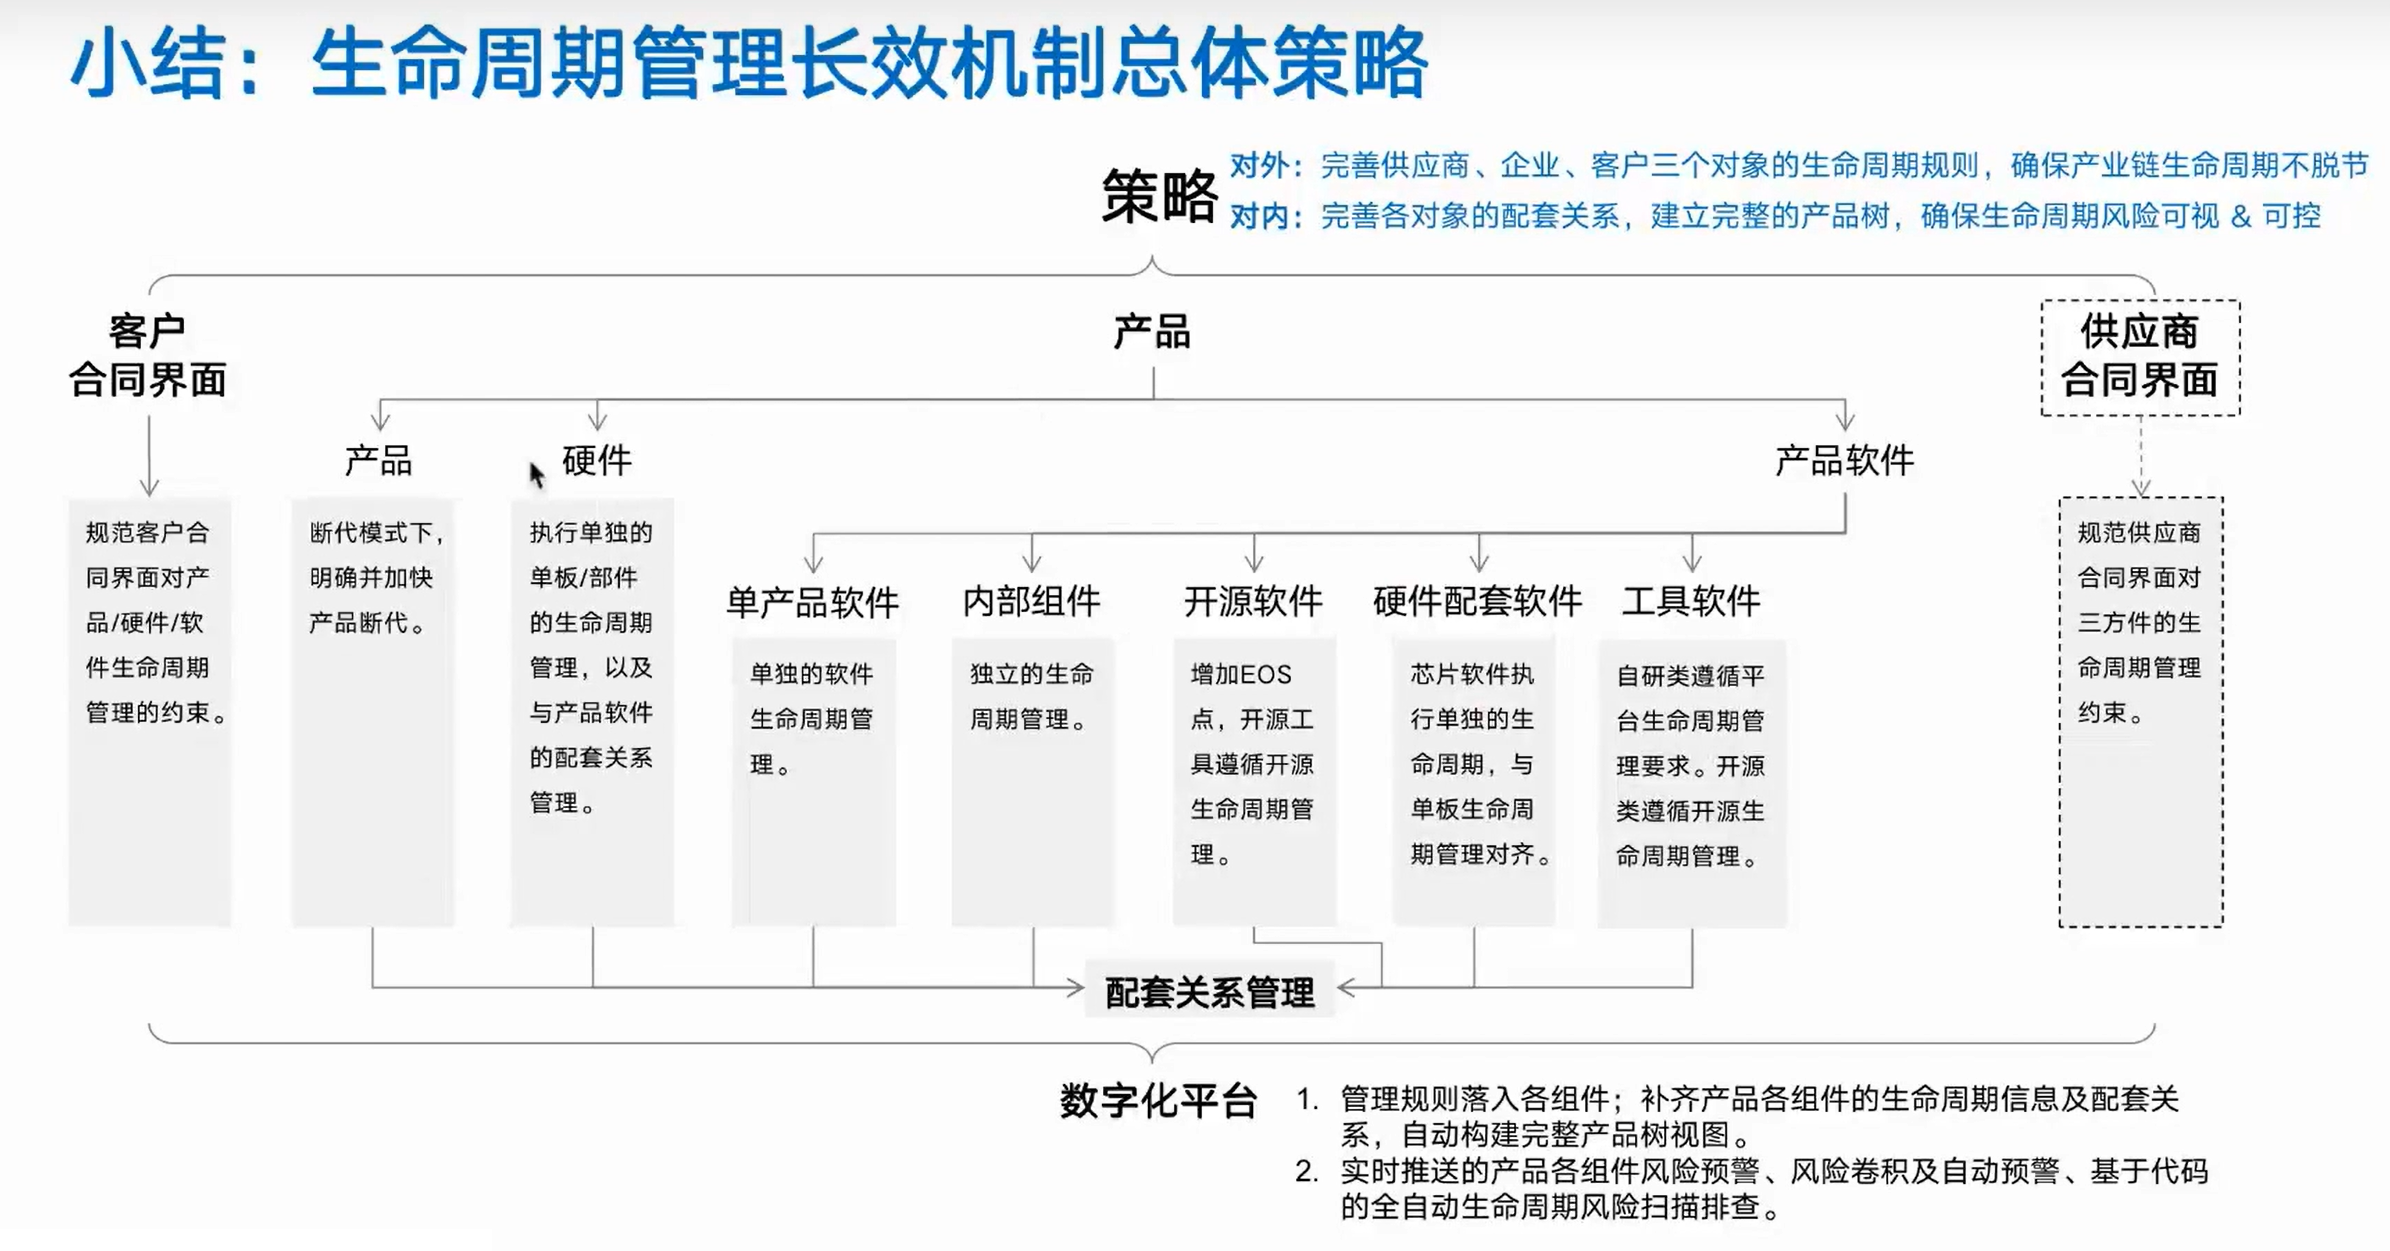 小结：生命周期管理长效机制总体策略
策略
对外：完善供应商、企业、客户三个对象的生命周期规则，确保产业链生命周期不脱节
对内：完善各对象的配套关系，建立完整的产品树，确保生命周期风险可视 & 可控
客户
合同界面
产品
供应商
合同界面
产品
硬件
产品软件
规范客户合
同界面对产
品/硬件/软
件生命周期
管理的约束。
断代模式下，
明确并加快
产品断代。
执行单独的
单板/部件
的生命周期
管理，以及
与产品软件
的配套关系
管理。
单产品软件
内部组件
开源软件
硬件配套软件
工具软件
单独的软件
生命周期管
理。
独立的生命
周期管理。
增加EOS
点，开源工
具遵循开源
生命周期管
理。
芯片软件执
行单独的生
命周期，与
单板生命周
期管理对齐。
自研类遵循平
台生命周期管
理要求。开源
类遵循开源生
命周期管理。
规范供应商
合同界面对
三方件的生
命周期管理
约束。
配套关系管理
数字化平台
1. 管理规则落入各组件；补齐产品各组件的生命周期信息及配套关
系，自动构建完整产品树视图。
2. 实时推送的产品各组件风险预警、风险卷积及自动预警、基于代码
的全自动生命周期风险扫描排查。